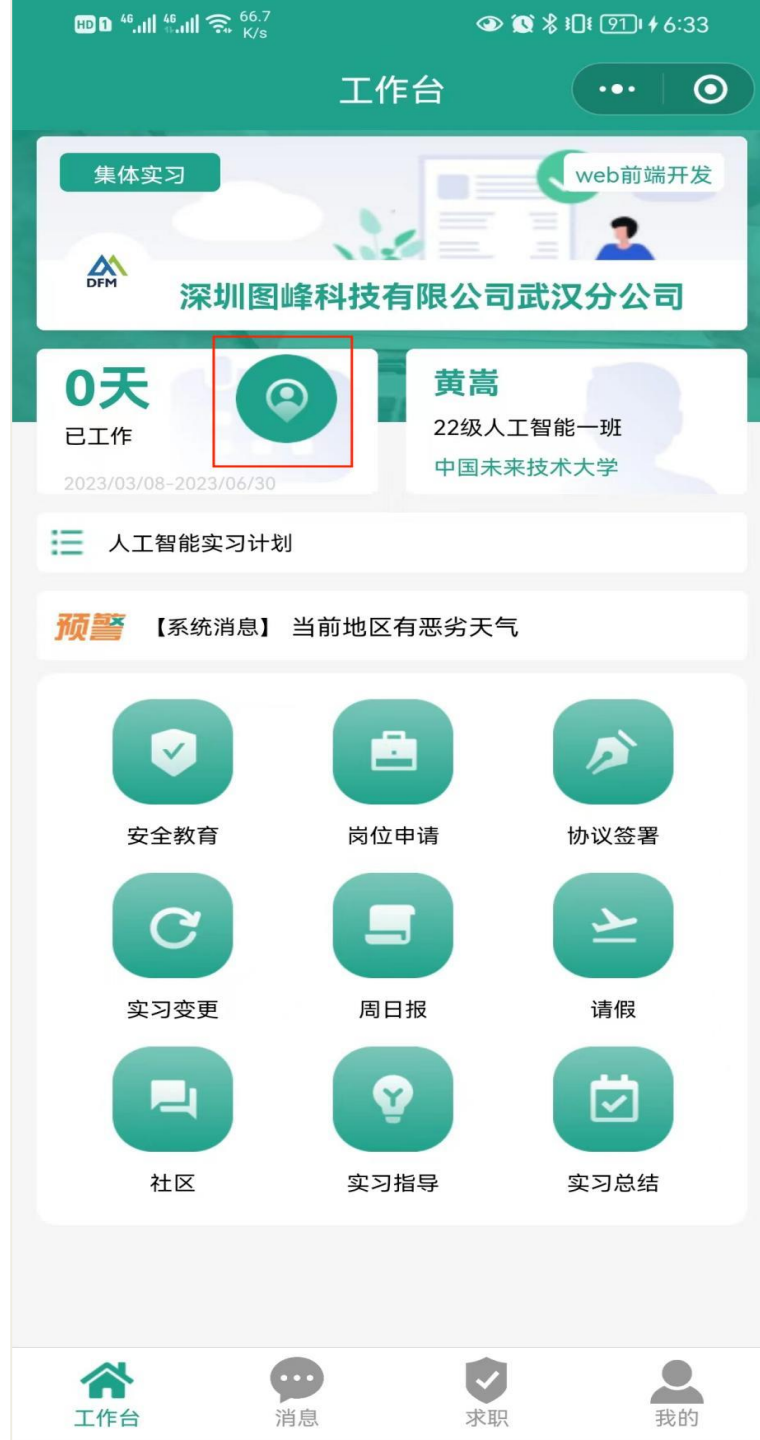 HD 1 4G 4G 66.7 K/s 91 6:33
工作台
集体实习 web前端开发
DFM
深圳图峰科技有限公司武汉分公司
0天
已工作
2023/03/08-2023/06/30
黄嵩
22级人工智能一班
中国未来技术大学
人工智能实习计划
预警 【系统消息】 当前地区有恶劣天气
安全教育 岗位申请 协议签署
实习变更 周日报 请假
社区 实习指导 实习总结
工作台 消息 求职 我的